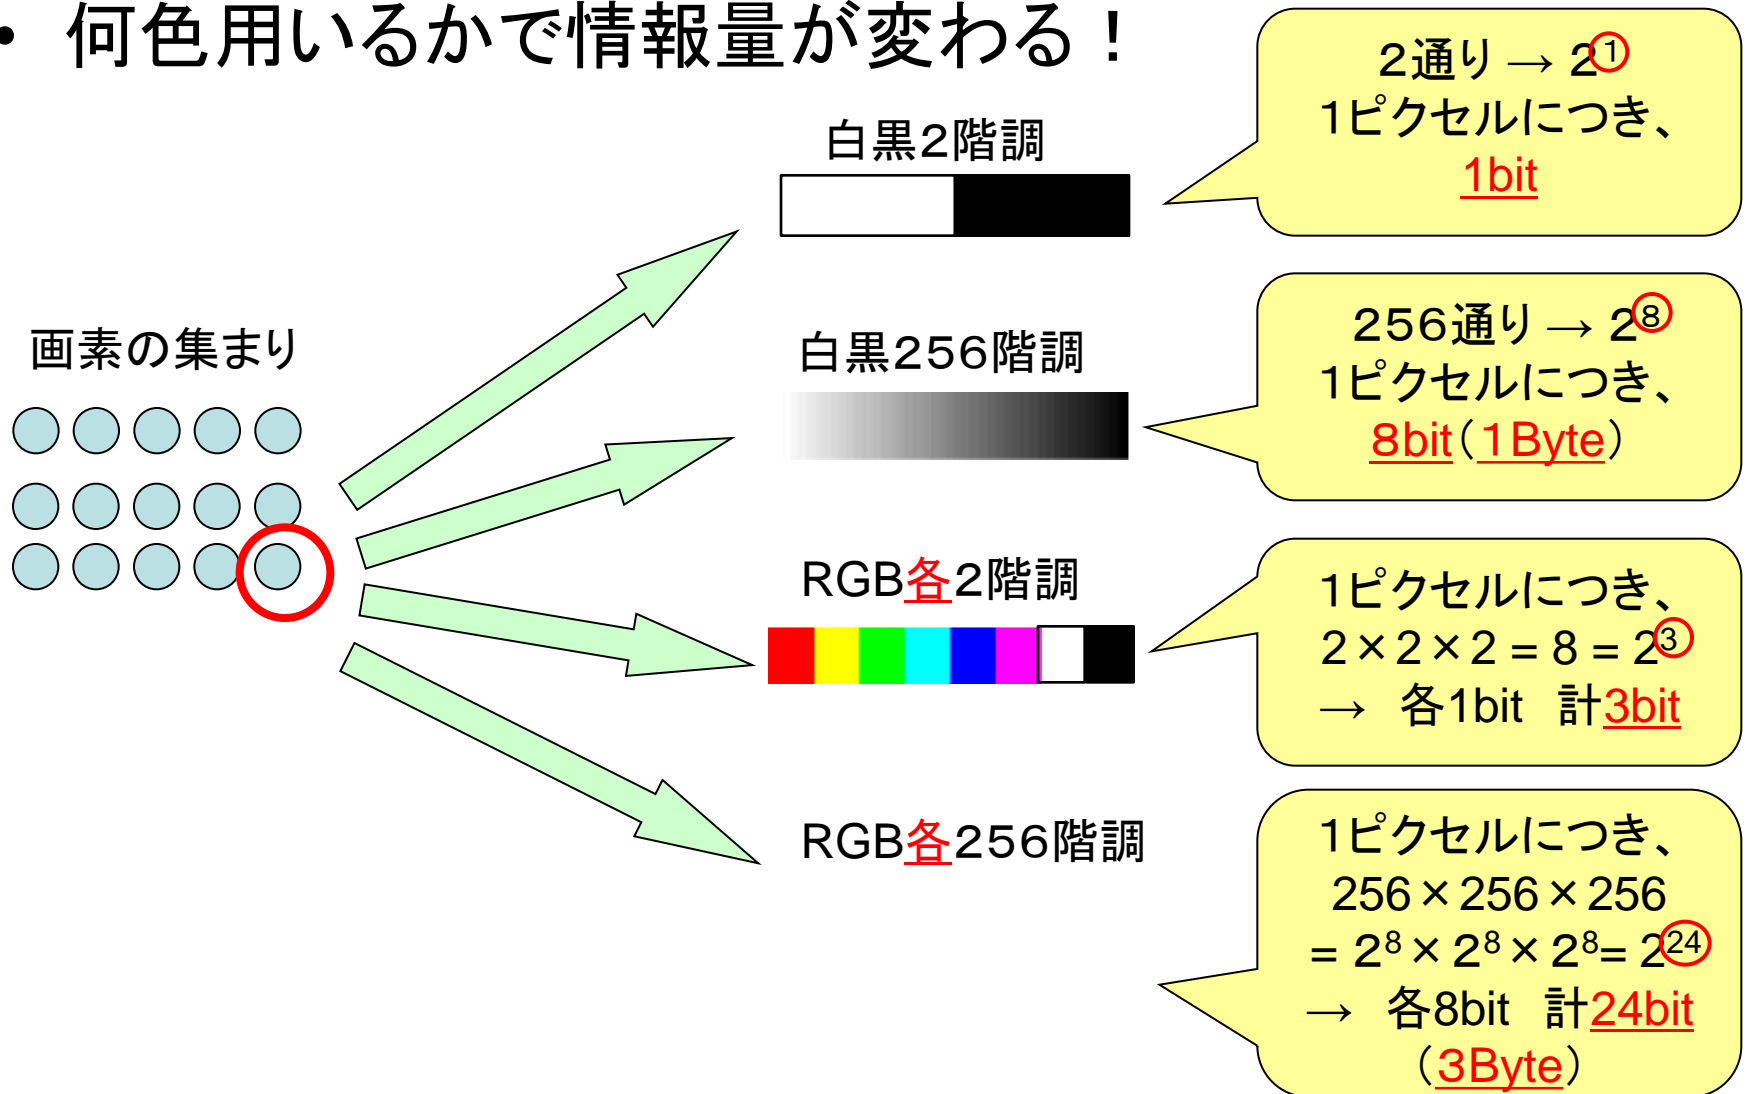 • 何色用いるかで情報量が変わる！
画素の集まり
白黒２階調
２通り → ２¹
１ピクセルにつき、
1bit
白黒２５６階調
２５６通り → ２⁸
１ピクセルにつき、
８bit（１Byte）
RGB各２階調
１ピクセルにつき、
２×２×２ = 8 = ２³
→　各1bit　計3bit
RGB各２５６階調
１ピクセルにつき、
256×256×256
= ２⁸× ２⁸× ２⁸= ２²⁴
→　各8bit　計24bit
（３Byte）